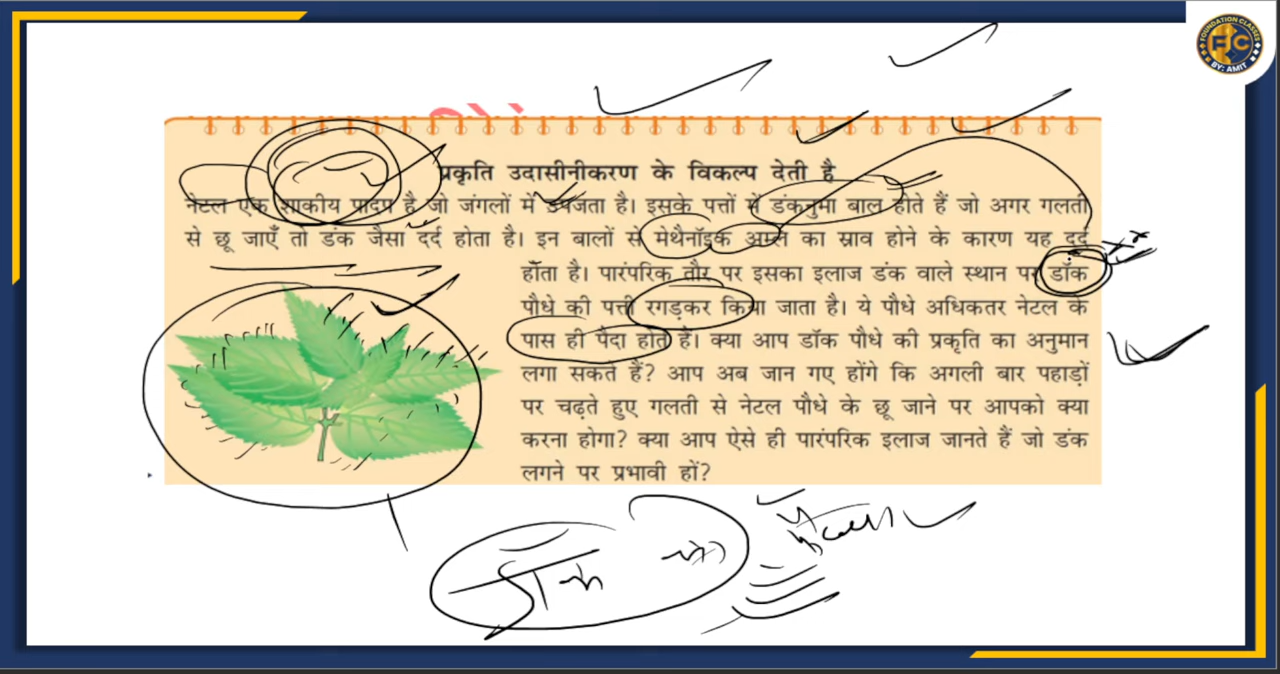 FOUNDATION CLASSES
FC
BY: AMIT
प्रकृति उदासीनीकरण के विकल्प देती है
नेटल एक शाकीय पादप है जो जंगलों में उपजता है। इसके पत्तों में डंकनुमा बाल होते हैं जो अगर गलती
से छू जाएँ तो डंक जैसा दर्द होता है। इन बालों से मेथैनॉइक अम्ल का स्राव होने के कारण यह दर्द
होता है। पारंपरिक तौर पर इसका इलाज डंक वाले स्थान पर डॉक
पौधे की पत्ती रगड़कर किया जाता है। ये पौधे अधिकतर नेटल के
पास ही पैदा होते हैं। क्या आप डॉक पौधे की प्रकृति का अनुमान
लगा सकते हैं? आप अब जान गए होंगे कि अगली बार पहाड़ों
पर चढ़ते हुए गलती से नेटल पौधे के छू जाने पर आपको क्या
करना होगा? क्या आप ऐसे ही पारंपरिक इलाज जानते हैं जो डंक
लगने पर प्रभावी हों?
डॉक